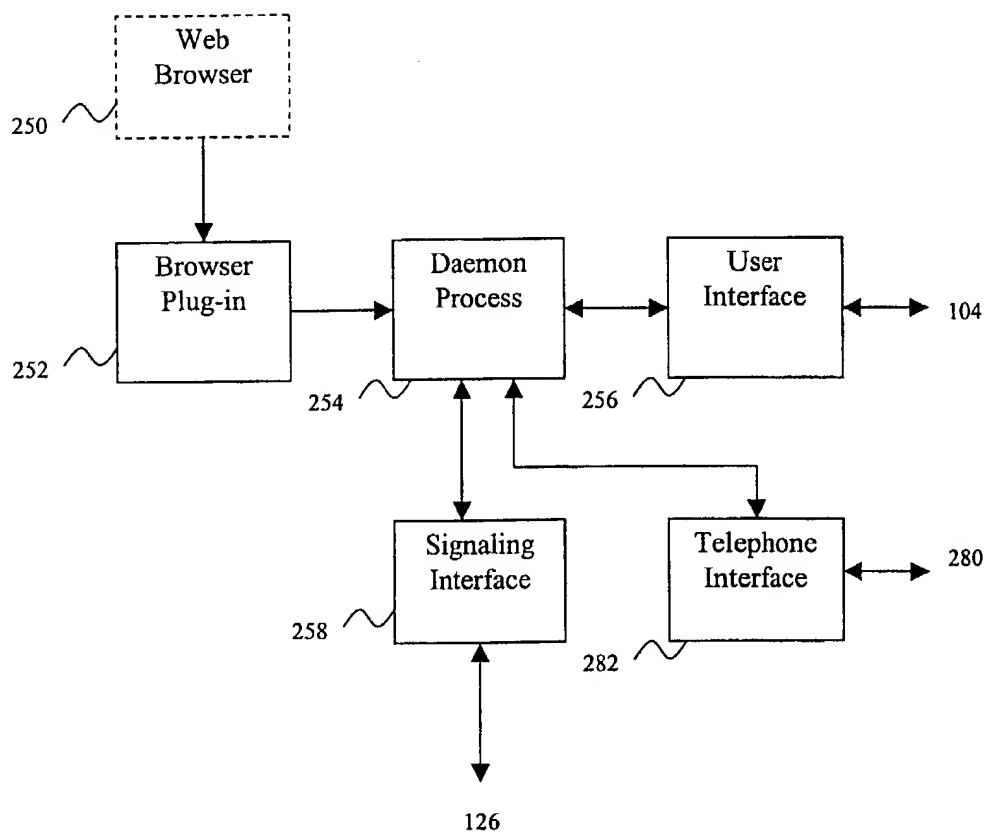 Web
Browser
250
Browser
Plug-in
252
Daemon
Process
254
User
Interface
256
104
Signaling
Interface
258
Telephone
Interface
282
280
126